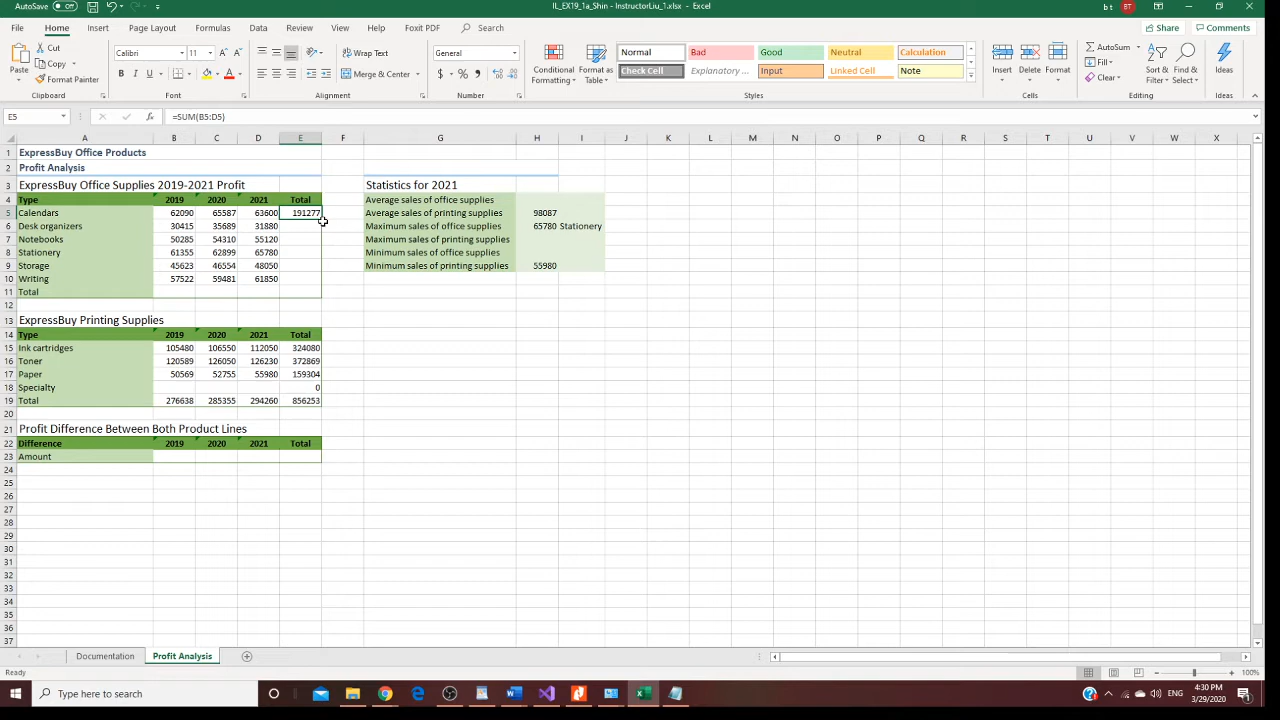 AutoSave Off
IL_EX19_1a_Shin - InstructorLiu_1.xlsx - Excel
b t BT
File Home Insert Page Layout Formulas Data Review View Help Foxit PDF Search Share Comments
Paste Cut Copy Format Painter
Clipboard
Calibri 11 B I U A
Font
Wrap Text
Merge & Center
Alignment
General
$ % ,
Number
Conditional Formatting
Format as Table
Normal Bad Good Neutral Calculation
Check Cell Explanatory ... Input Linked Cell Note
Styles
Insert Delete Format
Cells
AutoSum Fill Clear
Sort & Filter
Find & Select
Editing
Ideas
Ideas
E5 fx =SUM(B5:D5)
A B C D E F G H I J K L M N O P Q R S T U V W X
1 ExpressBuy Office Products
2 Profit Analysis
3 ExpressBuy Office Supplies 2019-2021 Profit Statistics for 2021
4 Type 2019 2020 2021 Total Average sales of office supplies
5 Calendars 62090 65587 63600 191277 Average sales of printing supplies 98087
6 Desk organizers 30415 35689 31880 Maximum sales of office supplies 65780 Stationery
7 Notebooks 50285 54310 55120 Maximum sales of printing supplies
8 Stationery 61355 62899 65780 Minimum sales of office supplies
9 Storage 45623 46554 48050 Minimum sales of printing supplies 55980
10 Writing 57522 59481 61850
11 Total
12
13 ExpressBuy Printing Supplies
14 Type 2019 2020 2021 Total
15 Ink cartridges 105480 106550 112050 324080
16 Toner 120589 126050 126230 372869
17 Paper 50569 52755 55980 159304
18 Specialty 0
19 Total 276638 285355 294260 856253
20
21 Profit Difference Between Both Product Lines
22 Difference 2019 2020 2021 Total
23 Amount
24
25
26
27
28
29
30
31
32
33
34
35
36
37
Documentation Profit Analysis
Ready 100%
Type here to search
ENG 4:30 PM
3/29/2020